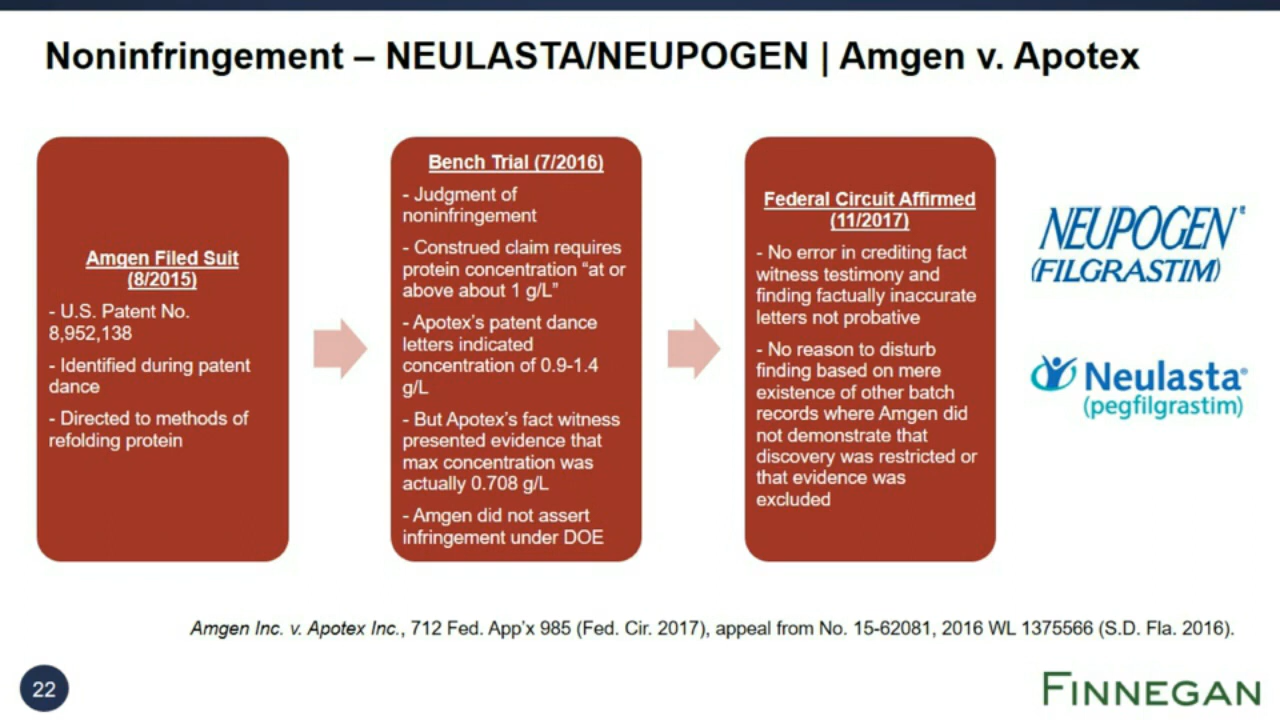 Noninfringement – NEULASTA/NEUPOGEN | Amgen v. Apotex
Amgen Filed Suit
(8/2015)
- U.S. Patent No.
8,952,138
- Identified during patent
dance
- Directed to methods of
refolding protein
Bench Trial (7/2016)
- Judgment of
noninfringement
- Construed claim requires
protein concentration “at or
above about 1 g/L”
- Apotex’s patent dance
letters indicated
concentration of 0.9-1.4
g/L
- But Apotex’s fact witness
presented evidence that
max concentration was
actually 0.708 g/L
- Amgen did not assert
infringement under DOE
Federal Circuit Affirmed
(11/2017)
- No error in crediting fact
witness testimony and
finding factually inaccurate
letters not probative
- No reason to disturb
finding based on mere
existence of other batch
records where Amgen did
not demonstrate that
discovery was restricted or
that evidence was
excluded
NEUPOGEN®
(FILGRASTIM)
Neulasta®
(pegfilgrastim)
Amgen Inc. v. Apotex Inc., 712 Fed. App’x 985 (Fed. Cir. 2017), appeal from No. 15-62081, 2016 WL 1375566 (S.D. Fla. 2016).
22
FINNEGAN